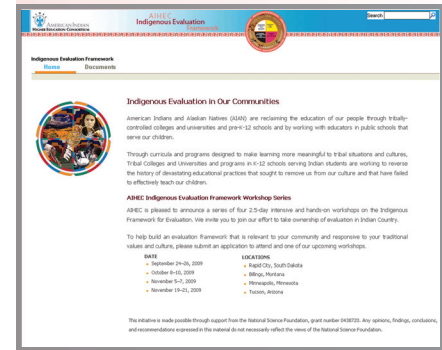 AMERICAN INDIAN
HIGHER EDUCATION CONSORTIUM
AIHEC
Indigenous Evaluation
Framework
Search
Indigenous Evaluation Framework
Home Documents
Indigenous Evaluation in Our Communities
American Indians and Alaskan Natives (AIAN) are reclaiming the education of our people through tribally-
controlled colleges and universities and pre-K-12 schools and by working with educators in public schools that
serve our children.
Through curricula and programs designed to make learning more meaningful to tribal situations and cultures,
Tribal Colleges and Universities and programs in K-12 schools serving Indian students are working to reverse
the history of devastating educational practices that sought to remove us from our culture and that have failed
to effectively teach our children.
AIHEC Indigenous Evaluation Framework Workshop Series
AIHEC is pleased to announce a series of four 2.5-day intensive and hands-on workshops on the Indigenous
Framework for Evaluation. We invite you to join our effort to take ownership of evaluation in Indian Country.
To help build an evaluation framework that is relevant to your community and responsive to your traditional
values and culture, please submit an application to attend and one of our upcoming workshops.
DATE LOCATIONS
September 24-26, 2009 Rapid City, South Dakota
October 8-10, 2009 Billings, Montana
November 5-7, 2009 Minneapolis, Minnesota
November 19-21, 2009 Tucson, Arizona
This initiative is made possible through support from the National Science Foundation, grant number 0438720. Any opinions, findings, conclusions,
and recommendations expressed in this material do not necessarily reflect the views of the National Science Foundation.